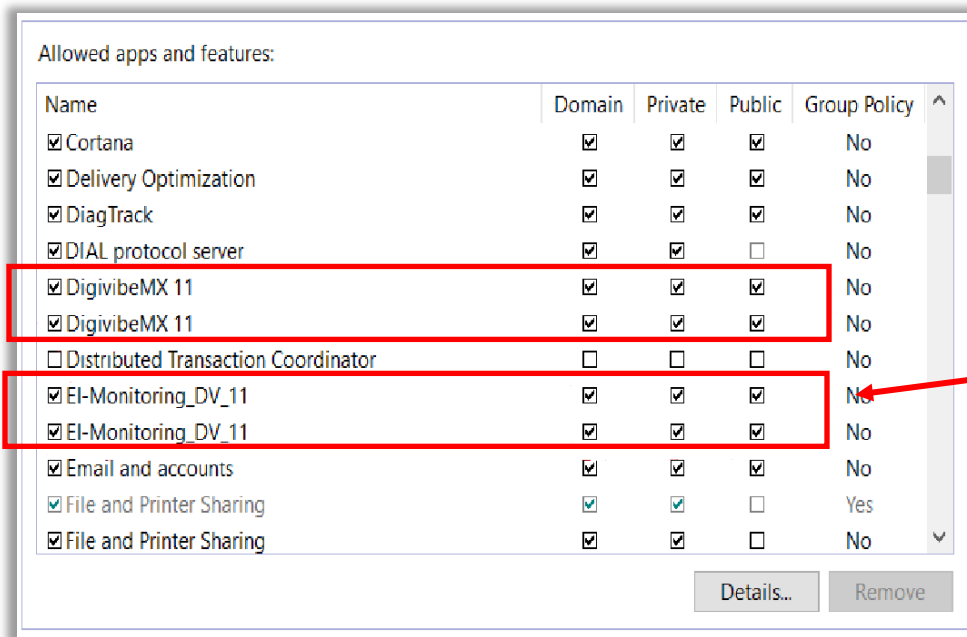 Allowed apps and features:
Name Domain Private Public Group Policy
Cortana No
Delivery Optimization No
DiagTrack No
DIAL protocol server No
DigivibeMX 11 No
DigivibeMX 11 No
Distributed Transaction Coordinator No
EI-Monitoring_DV_11 No
EI-Monitoring_DV_11 No
Email and accounts No
File and Printer Sharing Yes
File and Printer Sharing No
Details... Remove